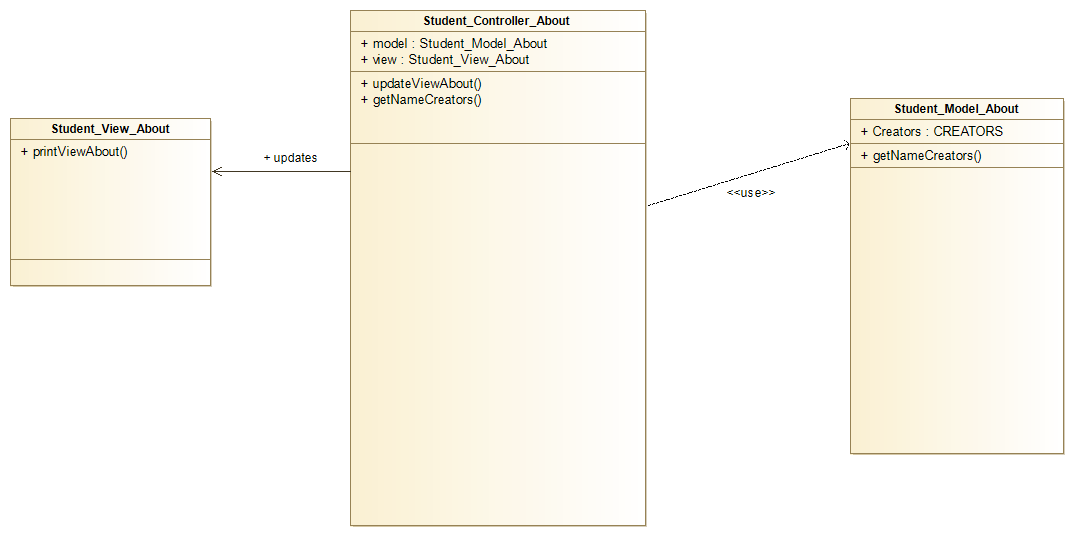 Student_Controller_About
+ model : Student_Model_About
+ view : Student_View_About
+ updateViewAbout()
+ getNameCreators()
Student_View_About
+ printViewAbout()
+ updates
<<use>>
Student_Model_About
+ Creators : CREATORS
+ getNameCreators()